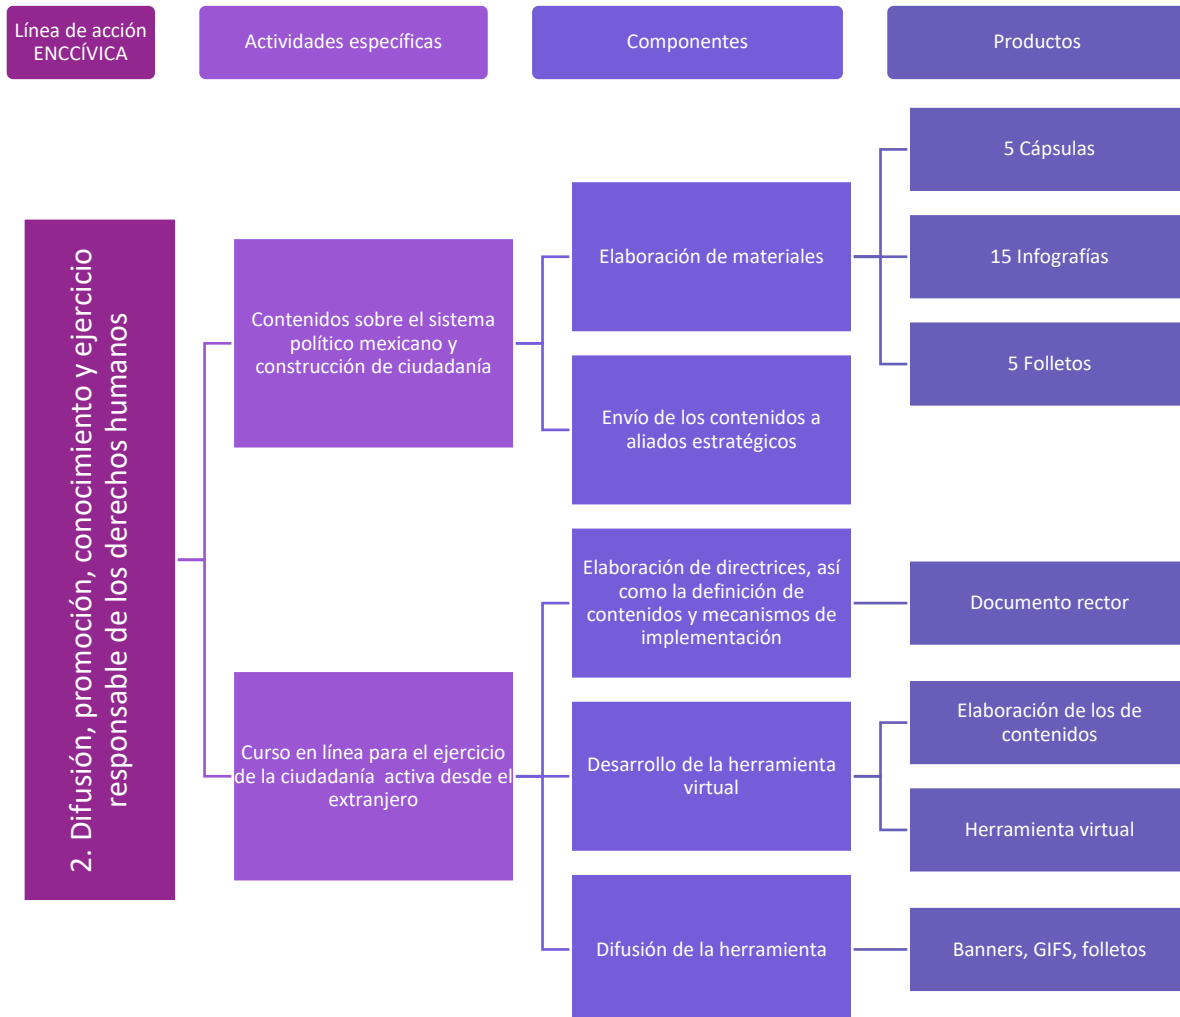 Línea de acción
ENCCÍVICA
Actividades específicas
Componentes
Productos
2. Difusión, promoción, conocimiento y ejercicio
responsable de los derechos humanos
Contenidos sobre el sistema
político mexicano y
construcción de ciudadanía
Elaboración de materiales
5 Cápsulas
15 Infografías
5 Folletos
Envío de los contenidos a
aliados estratégicos
Curso en línea para el ejercicio
de la ciudadanía  activa desde el
extranjero
Elaboración de directrices, así
como la definición de
contenidos y mecanismos de
implementación
Documento rector
Desarrollo de la herramienta
virtual
Elaboración de los de
contenidos
Herramienta virtual
Difusión de la herramienta
Banners, GIFS, folletos